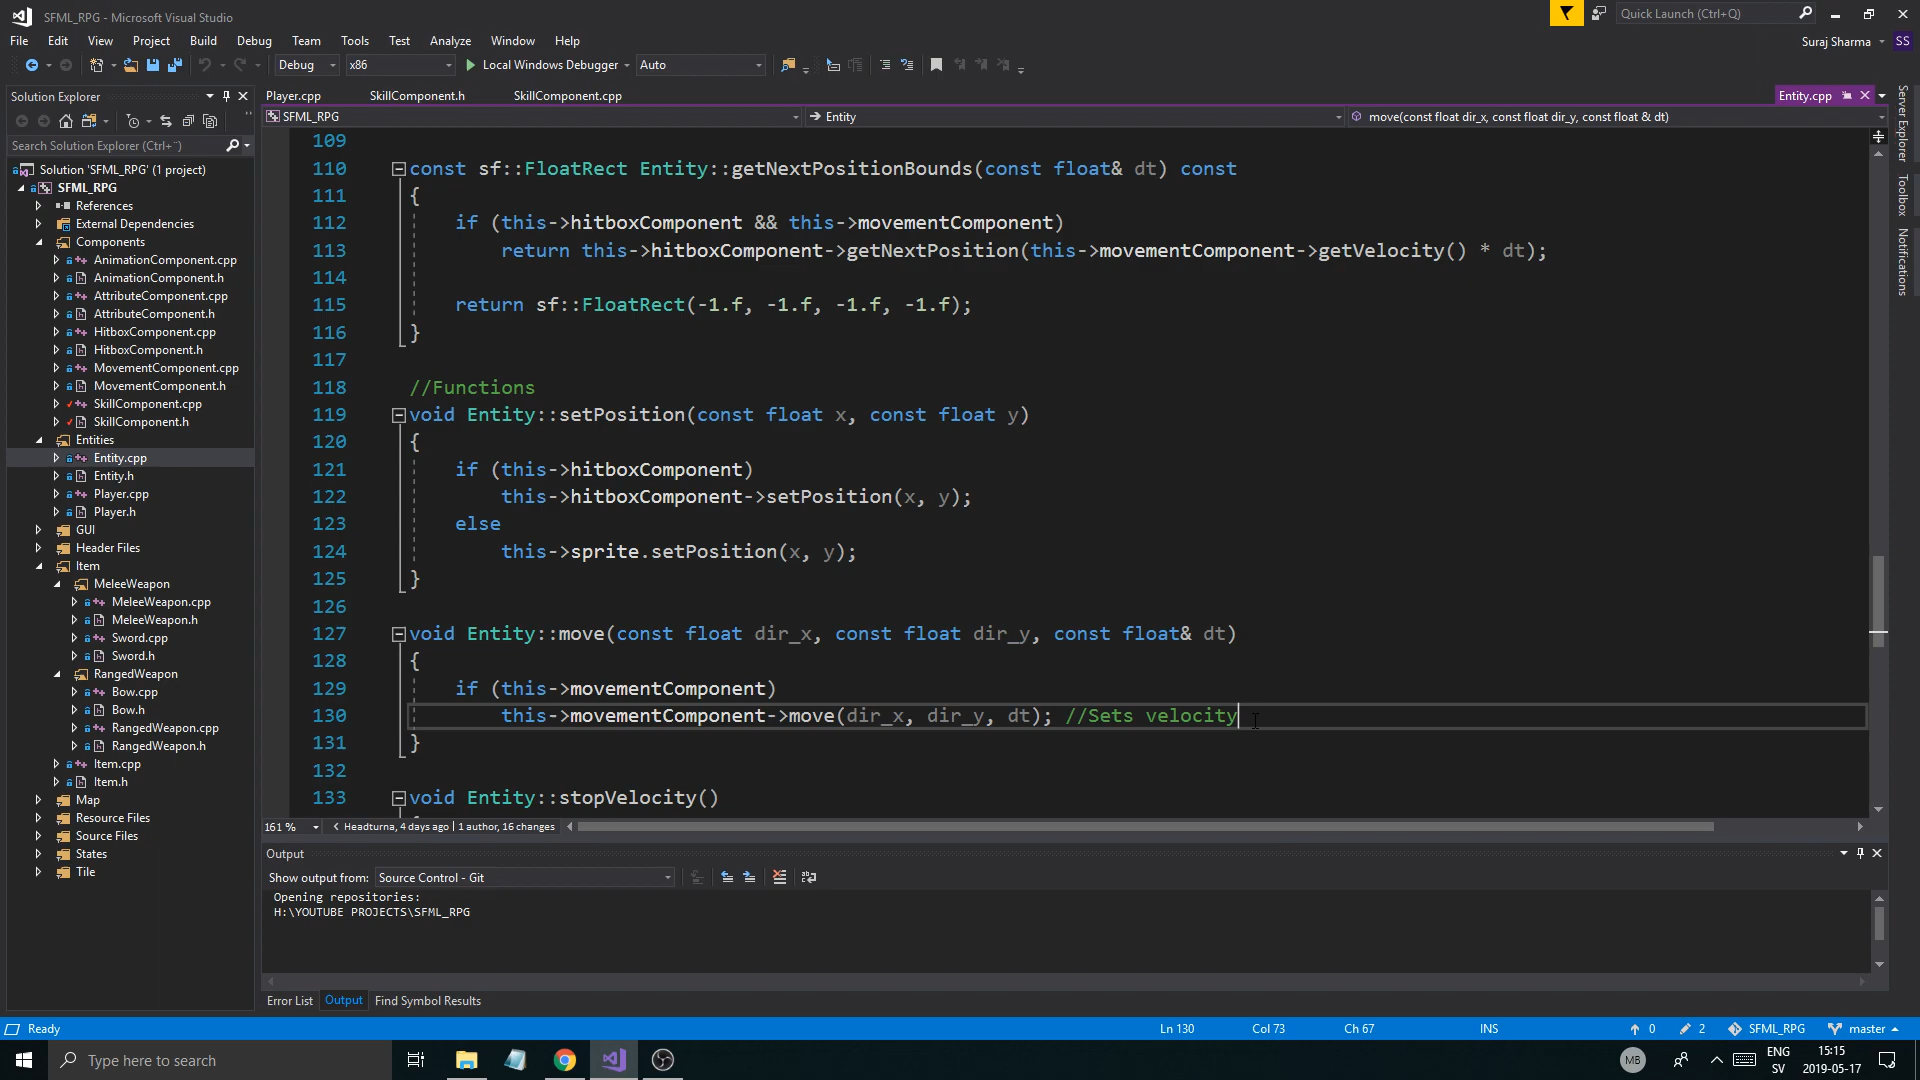 SFML_RPG - Microsoft Visual Studio
Quick Launch (Ctrl+Q)
File Edit View Project Build Debug Team Tools Test Analyze Window Help
Suraj Sharma SS
Debug x86 Local Windows Debugger Auto
Solution Explorer
Search Solution Explorer (Ctrl+¨)
Solution 'SFML_RPG' (1 project)
SFML_RPG
References
External Dependencies
Components
AnimationComponent.cpp
AnimationComponent.h
AttributeComponent.cpp
AttributeComponent.h
HitboxComponent.cpp
HitboxComponent.h
MovementComponent.cpp
MovementComponent.h
SkillComponent.cpp
SkillComponent.h
Entities
Entity.cpp
Entity.h
Player.cpp
Player.h
GUI
Header Files
Item
MeleeWeapon
MeleeWeapon.cpp
MeleeWeapon.h
Sword.cpp
Sword.h
RangedWeapon
Bow.cpp
Bow.h
RangedWeapon.cpp
RangedWeapon.h
Item.cpp
Item.h
Map
Resource Files
Source Files
States
Tile
Player.cpp SkillComponent.h SkillComponent.cpp Entity.cpp
SFML_RPG Entity move(const float dir_x, const float dir_y, const float & dt)
109
110 const sf::FloatRect Entity::getNextPositionBounds(const float& dt) const
111 {
112 if (this->hitboxComponent && this->movementComponent)
113 return this->hitboxComponent->getNextPosition(this->movementComponent->getVelocity() * dt);
114
115 return sf::FloatRect(-1.f, -1.f, -1.f, -1.f);
116 }
117
118 //Functions
119 void Entity::setPosition(const float x, const float y)
120 {
121 if (this->hitboxComponent)
122 this->hitboxComponent->setPosition(x, y);
123 else
124 this->sprite.setPosition(x, y);
125 }
126
127 void Entity::move(const float dir_x, const float dir_y, const float& dt)
128 {
129 if (this->movementComponent)
130 this->movementComponent->move(dir_x, dir_y, dt); //Sets velocity
131 }
132
133 void Entity::stopVelocity()
161 % Headturna, 4 days ago | 1 author, 16 changes
Output
Show output from: Source Control - Git
Opening repositories:
H:\YOUTUBE PROJECTS\SFML_RPG
Error List Output Find Symbol Results
Server Explorer
Toolbox
Notifications
Ready Ln 130 Col 73 Ch 67 INS 0 2 SFML_RPG master
Type here to search
MB
ENG
SV
15:15
2019-05-17